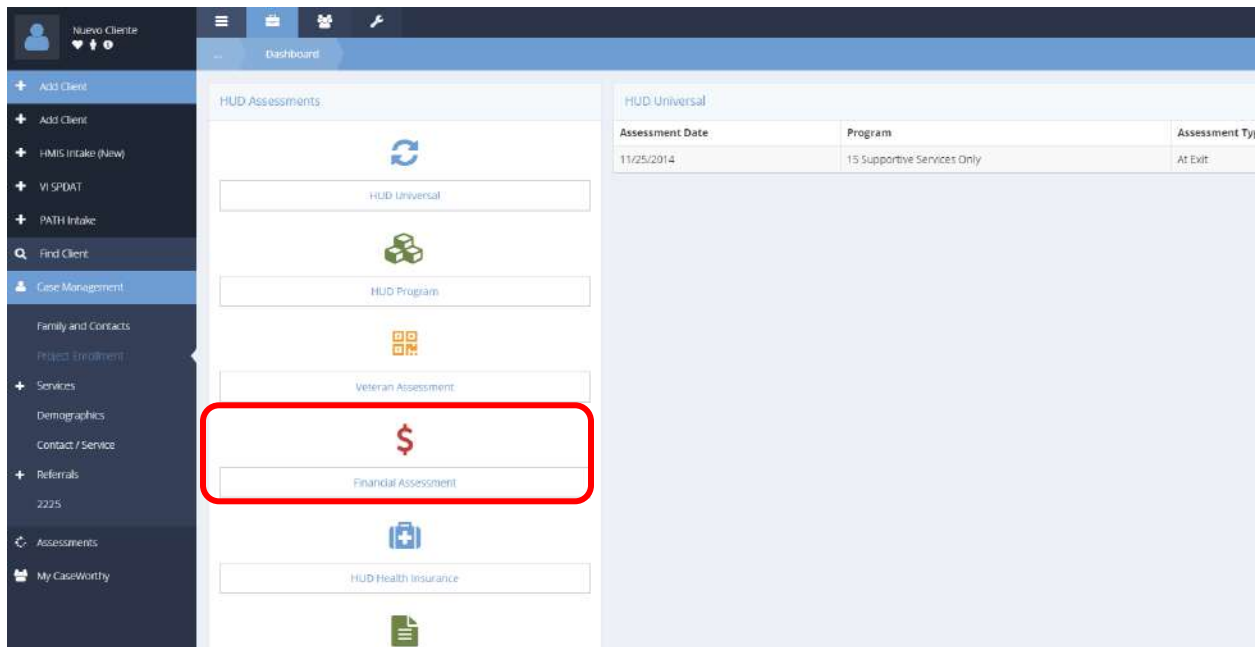 Nuevo Cliente
... Dashboard
Add Client
Add Client
HMIS Intake (New)
VI SPDAT
PATH Intake
Find Client
Case Management
Family and Contacts
Project Enrollment
Services
Demographics
Contact / Service
Referrals
2225
Assessments
My CaseWorthy
HUD Assessments
HUD Universal
HUD Program
Veteran Assessment
Financial Assessment
HUD Health Insurance
HUD Universal
Assessment Date Program Assessment Typ
11/25/2014 15 Supportive Services Only At Exit